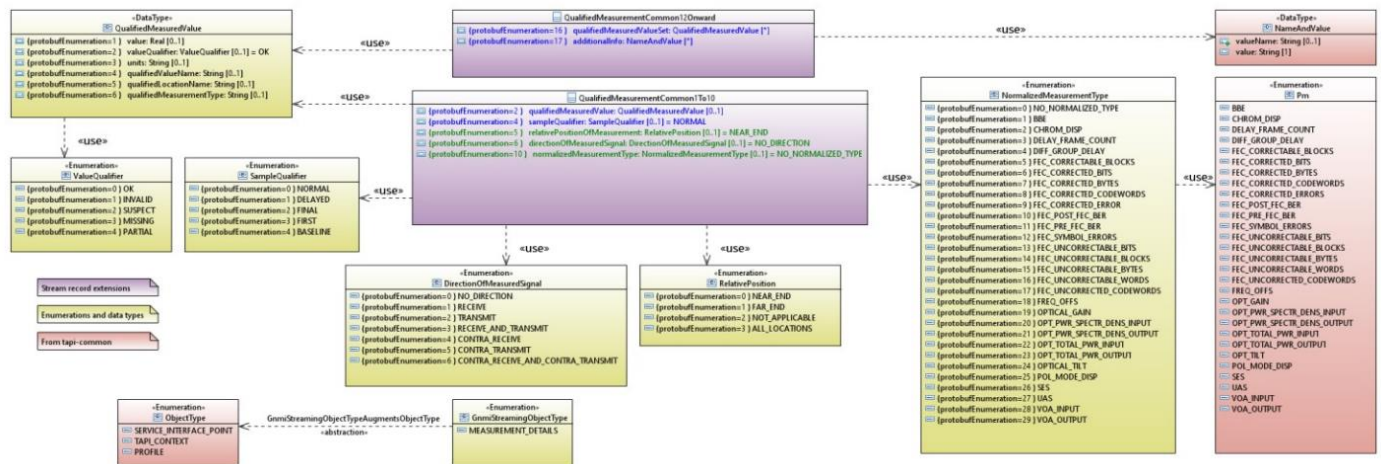 «DataType»
QualifiedMeasuredValue
{protobufEnumeration=1 } value: Real [0..1]
{protobufEnumeration=2 } valueQualifier: ValueQualifier [0..1] = OK
{protobufEnumeration=3 } units: String [0..1]
{protobufEnumeration=4 } qualifiedValueName: String [0..1]
{protobufEnumeration=5 } qualifiedLocationName: String [0..1]
{protobufEnumeration=6 } qualifiedMeasurementType: String [0..1]
«use»
QualifiedMeasurementCommon12Onward
{protobufEnumeration=16 } qualifiedMeasuredValueSet: QualifiedMeasuredValue [*]
{protobufEnumeration=17 } additionalInfo: NameAndValue [*]
«use»
«DataType»
NameAndValue
valueName: String [0..1]
value: String [1]
«use»
QualifiedMeasurementCommon1To10
{protobufEnumeration=2 } qualifiedMeasuredValue: QualifiedMeasuredValue [0..1]
{protobufEnumeration=4 } sampleQualifier: SampleQualifier [0..1] = NORMAL
{protobufEnumeration=5 } relativePositionOfMeasurement: RelativePosition [0..1] = NEAR_END
{protobufEnumeration=6 } directionOfMeasuredSignal: DirectionOfMeasuredSignal [0..1] = NO_DIRECTION
{protobufEnumeration=10 } normalizedMeasurementType: NormalizedMeasurementType [0..1] = NO_NORMALIZED_TYPE
«use»
«Enumeration»
ValueQualifier
{protobufEnumeration=0 } OK
{protobufEnumeration=1 } INVALID
{protobufEnumeration=2 } SUSPECT
{protobufEnumeration=3 } MISSING
{protobufEnumeration=4 } PARTIAL
«Enumeration»
SampleQualifier
{protobufEnumeration=0 } NORMAL
{protobufEnumeration=1 } DELAYED
{protobufEnumeration=2 } FINAL
{protobufEnumeration=3 } FIRST
{protobufEnumeration=4 } BASELINE
«use»
«use»
«use»
«use»
«use»
«Enumeration»
NormalizedMeasurementType
{protobufEnumeration=0 } NO_NORMALIZED_TYPE
{protobufEnumeration=1 } BBE
{protobufEnumeration=2 } CHROM_DISP
{protobufEnumeration=3 } DELAY_FRAME_COUNT
{protobufEnumeration=4 } DIFF_GROUP_DELAY
{protobufEnumeration=5 } FEC_CORRECTABLE_BLOCKS
{protobufEnumeration=6 } FEC_CORRECTED_BITS
{protobufEnumeration=7 } FEC_CORRECTED_BYTES
{protobufEnumeration=8 } FEC_CORRECTED_CODEWORDS
{protobufEnumeration=9 } FEC_CORRECTED_ERROR
{protobufEnumeration=10 } FEC_POST_FEC_BER
{protobufEnumeration=11 } FEC_PRE_FEC_BER
{protobufEnumeration=12 } FEC_SYMBOL_ERRORS
{protobufEnumeration=13 } FEC_UNCORRECTABLE_BITS
{protobufEnumeration=14 } FEC_UNCORRECTABLE_BLOCKS
{protobufEnumeration=15 } FEC_UNCORRECTABLE_BYTES
{protobufEnumeration=16 } FEC_UNCORRECTABLE_WORDS
{protobufEnumeration=17 } FEC_UNCORRECTED_CODEWORDS
{protobufEnumeration=18 } FREQ_OFFS
{protobufEnumeration=19 } OPTICAL_GAIN
{protobufEnumeration=20 } OPT_PWR_SPECTR_DENS_INPUT
{protobufEnumeration=21 } OPT_PWR_SPECTR_DENS_OUTPUT
{protobufEnumeration=22 } OPT_TOTAL_PWR_INPUT
{protobufEnumeration=23 } OPT_TOTAL_PWR_OUTPUT
{protobufEnumeration=24 } OPTICAL_TILT
{protobufEnumeration=25 } POL_MODE_DISP
{protobufEnumeration=26 } SES
{protobufEnumeration=27 } UAS
{protobufEnumeration=28 } VOA_INPUT
{protobufEnumeration=29 } VOA_OUTPUT
«Enumeration»
Pm
BBE
CHROM_DISP
DELAY_FRAME_COUNT
DIFF_GROUP_DELAY
FEC_CORRECTABLE_BLOCKS
FEC_CORRECTED_BITS
FEC_CORRECTED_BYTES
FEC_CORRECTED_CODEWORDS
FEC_CORRECTED_ERRORS
FEC_POST_FEC_BER
FEC_PRE_FEC_BER
FEC_SYMBOL_ERRORS
FEC_UNCORRECTABLE_BITS
FEC_UNCORRECTABLE_BLOCKS
FEC_UNCORRECTABLE_BYTES
FEC_UNCORRECTABLE_WORDS
FEC_UNCORRECTED_CODEWORDS
FREQ_OFFS
OPT_GAIN
OPT_PWR_SPECTR_DENS_INPUT
OPT_PWR_SPECTR_DENS_OUTPUT
OPT_TOTAL_PWR_INPUT
OPT_TOTAL_PWR_OUTPUT
OPT_TILT
POL_MODE_DISP
SES
UAS
VOA_INPUT
VOA_OUTPUT
Stream record extensions
Enumerations and data types
From tapi-common
«Enumeration»
DirectionOfMeasuredSignal
{protobufEnumeration=0 } NO_DIRECTION
{protobufEnumeration=1 } RECEIVE
{protobufEnumeration=2 } TRANSMIT
{protobufEnumeration=3 } RECEIVE_AND_TRANSMIT
{protobufEnumeration=4 } CONTRA_RECEIVE
{protobufEnumeration=5 } CONTRA_TRANSMIT
{protobufEnumeration=6 } CONTRA_RECEIVE_AND_CONTRA_TRANSMIT
«Enumeration»
RelativePosition
{protobufEnumeration=0 } NEAR_END
{protobufEnumeration=1 } FAR_END
{protobufEnumeration=2 } NOT_APPLICABLE
{protobufEnumeration=3 } ALL_LOCATIONS
«Enumeration»
ObjectType
SERVICE_INTERFACE_POINT
TAPI_CONTEXT
PROFILE
GnmiStreamingObjectTypeAugmentsObjectType
«abstraction»
«Enumeration»
GnmiStreamingObjectType
MEASUREMENT_DETAILS